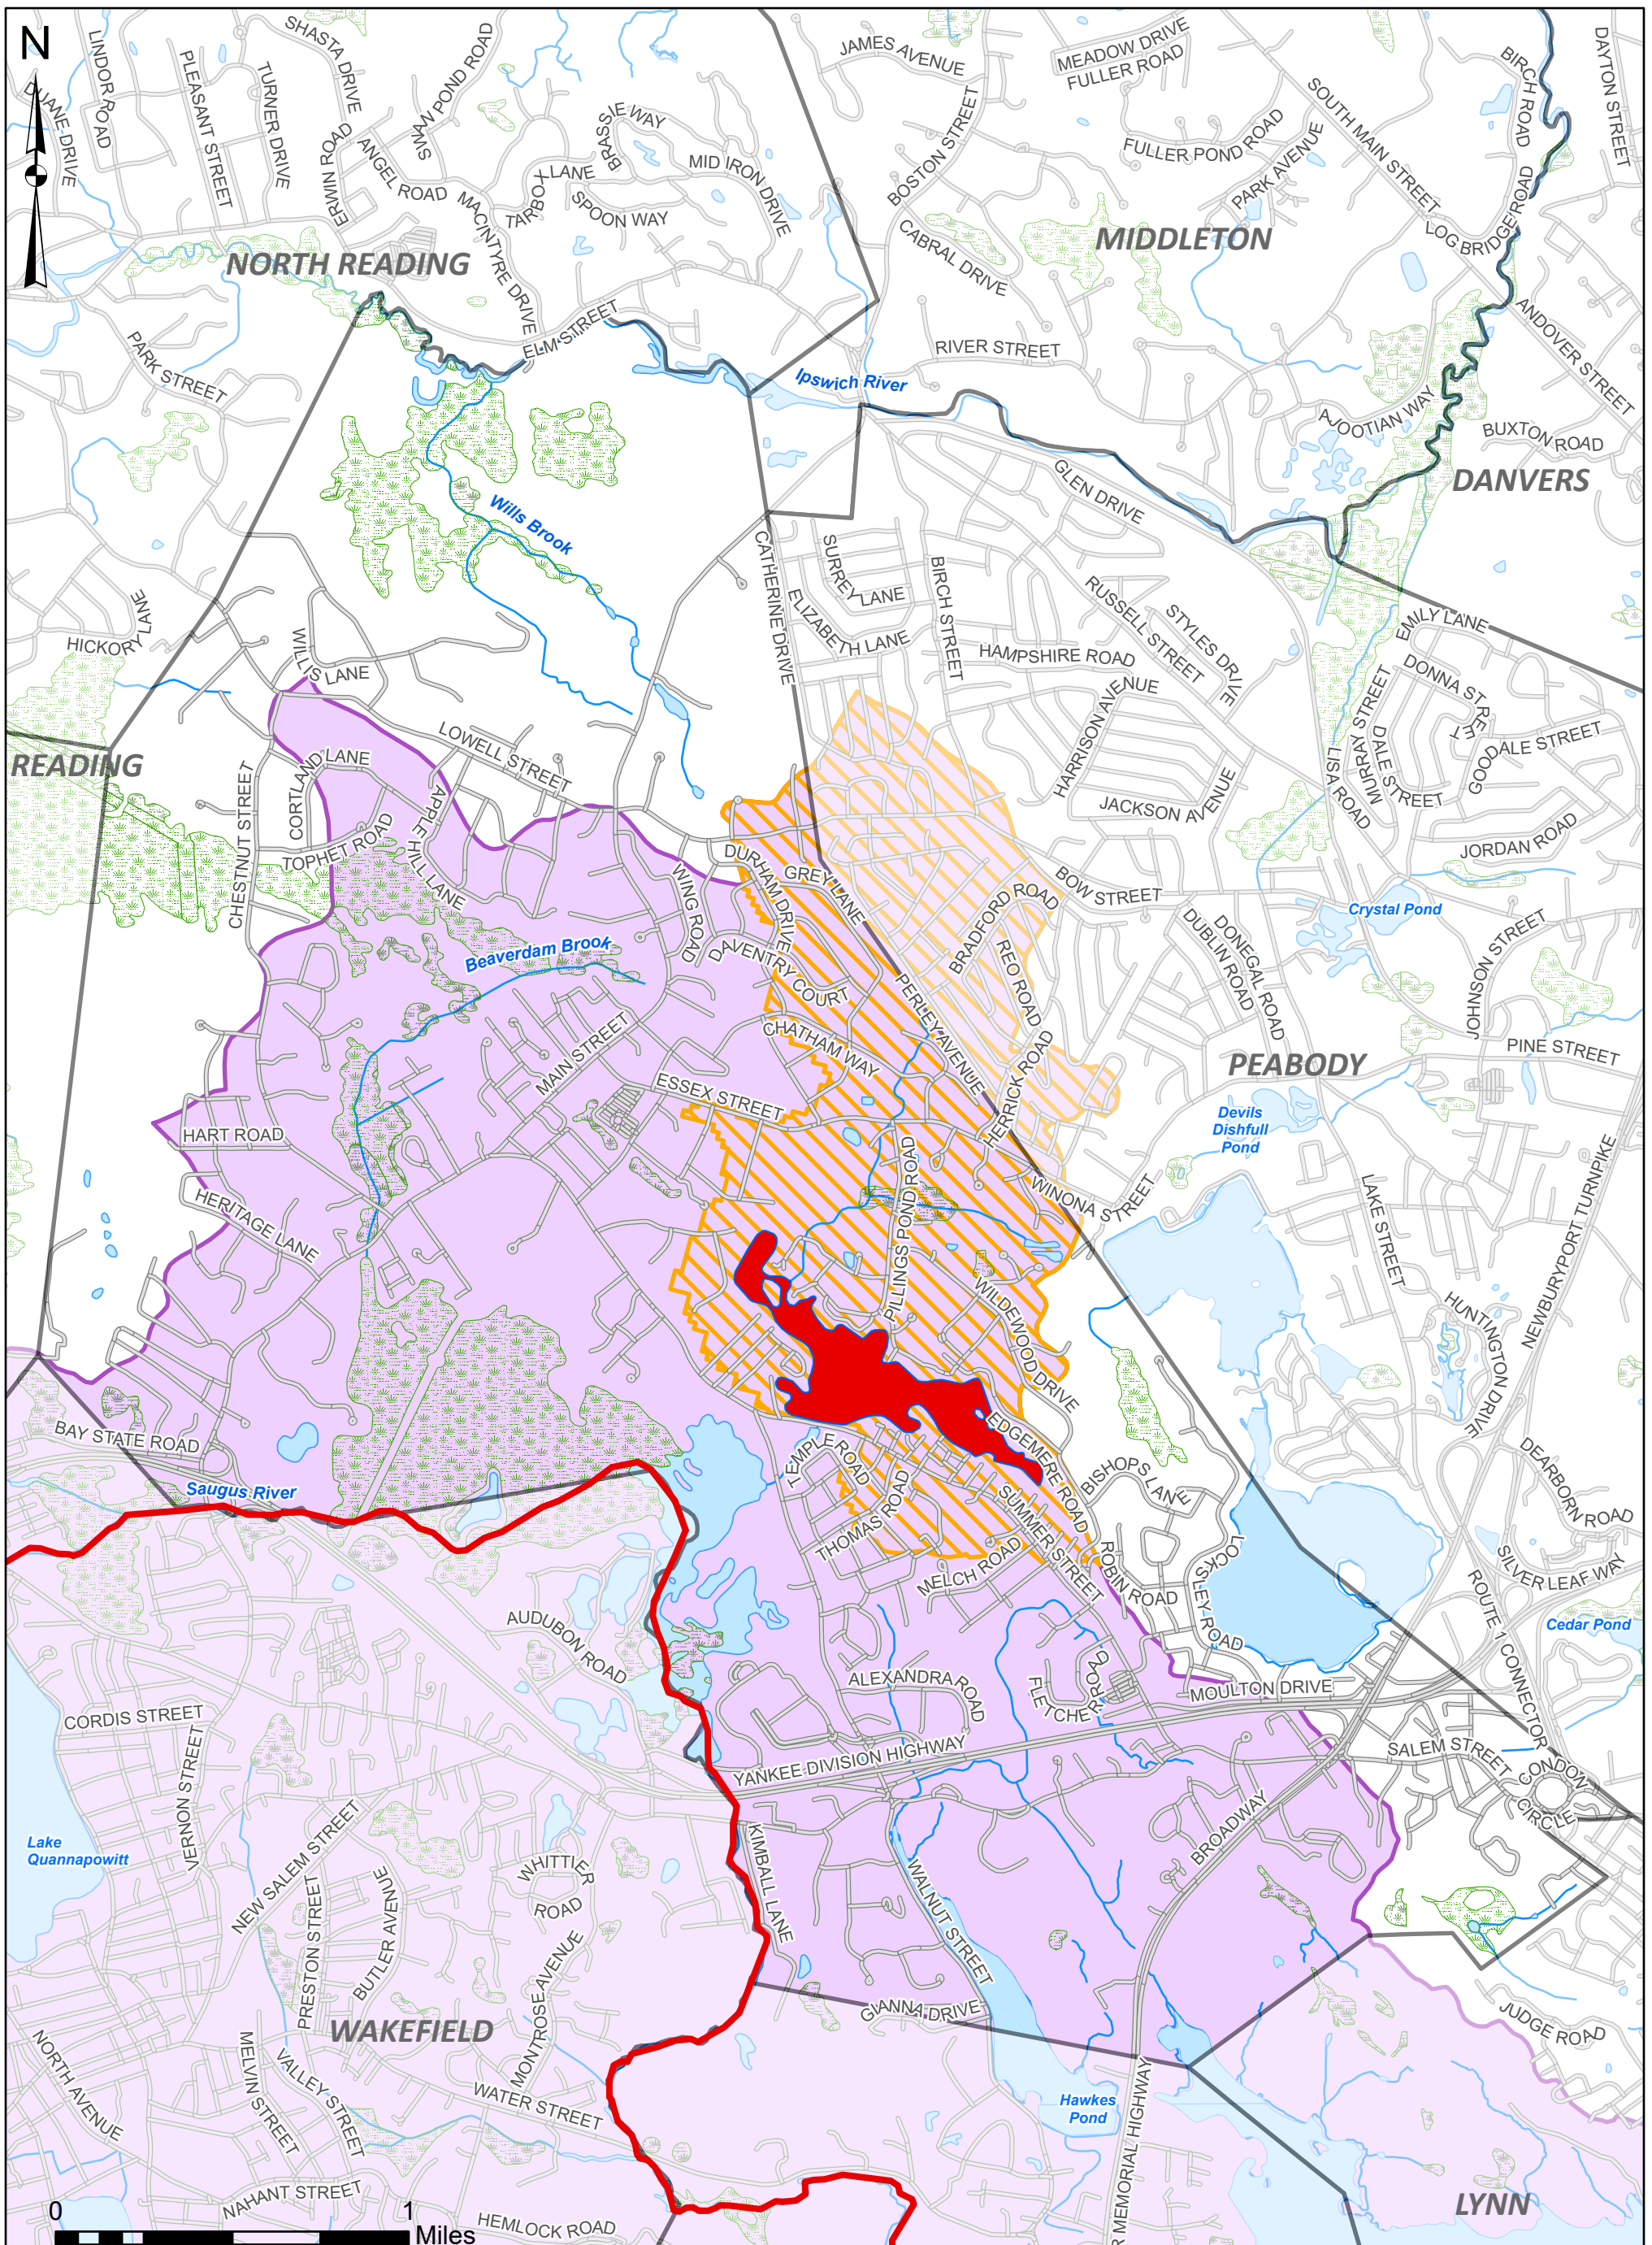 N
LINDOR ROAD
PLEASANT STREET
TURNER DRIVE
SHASTA DRIVE
DUANE DRIVE
ERWIN ROAD
ANGEL ROAD
SWAN POND ROAD
MACINTYRE DRIVE
TARBOX LANE
BRASSIE WAY
SPOON WAY
MID IRON DRIVE
JAMES AVENUE
MEADOW DRIVE
FULLER ROAD
BOSTON STREET
FULLER POND ROAD
PARK AVENUE
SOUTH MAIN STREET
BIRCH ROAD
DAYTON STREET
LOG BRIDGE ROAD
CABRAL DRIVE
MIDDLETON
NORTH READING
ELM STREET
PARK STREET
RIVER STREET
Ipswich River
ANDOVER STREET
AJOOTIAN WAY
BUXTON ROAD
DANVERS
GLEN DRIVE
Wills Brook
CATHERINE DRIVE
SURREY LANE
ELIZABETH LANE
BIRCH STREET
HAMPSHIRE ROAD
RUSSELL STREET
STYLES DRIVE
EMILY LANE
DONNA STREET
MURRAY STREET
DALE STREET
GOODALE STREET
HICKORY LANE
WILLS LANE
LOWELL STREET
HARRISON AVENUE
JACKSON AVENUE
LISA ROAD
JORDAN ROAD
READING
CORTLAND LANE
CHESTNUT STREET
TOPHET ROAD
APPLE HILL LANE
WING ROAD
DURHAM DRIVE
GREY LANE
DAVENTRY COURT
BRADFORD ROAD
BOW STREET
REO ROAD
DUBLIN ROAD
DONEGAL ROAD
Crystal Pond
JOHNSON STREET
PINE STREET
Beaverdam Brook
MAIN STREET
CHATHAM WAY
PERLEY AVENUE
HERRICK ROAD
ESSEX STREET
PEABODY
Devils
Dishfull
Pond
HART ROAD
HERITAGE LANE
PILLINGS POND ROAD
WINONA STREET
LAKE STREET
NEWBURYPORT TURNPIKE
HUNTINGTON DRIVE
WILDEWOOD DRIVE
EDGEMERE ROAD
BAY STATE ROAD
Saugus River
TEMPLE ROAD
THOMAS ROAD
SUMMER STREET
BISHOPS LANE
MELCH ROAD
ROBIN ROAD
LOCKSLEY ROAD
DEARBORN ROAD
SILVER LEAF WAY
ROUTE 1 CONNECTOR
Cedar Pond
AUDUBON ROAD
ALEXANDRA ROAD
FLETCHER ROAD
MOULTON DRIVE
YANKEE DIVISION HIGHWAY
SALEM STREET
CONDOW CIRCLE
CORDIS STREET
VERNON STREET
Lake
Quannapowitt
NEW SALEM STREET
PRESTON STREET
BUTLER AVENUE
WHITTIER
ROAD
MONTROSE AVENUE
KIMBALL LANE
WALNUT STREET
BROADWAY
GIANNA DRIVE
WAKEFIELD
NORTH AVENUE
MELVIN STREET
VALLEY STREET
WATER STREET
Hawkes
Pond
JUDGE ROAD
NAHANT STREET
HEMLOCK ROAD
R MEMORIAL HIGHWAY
LYNN
0
1
Miles